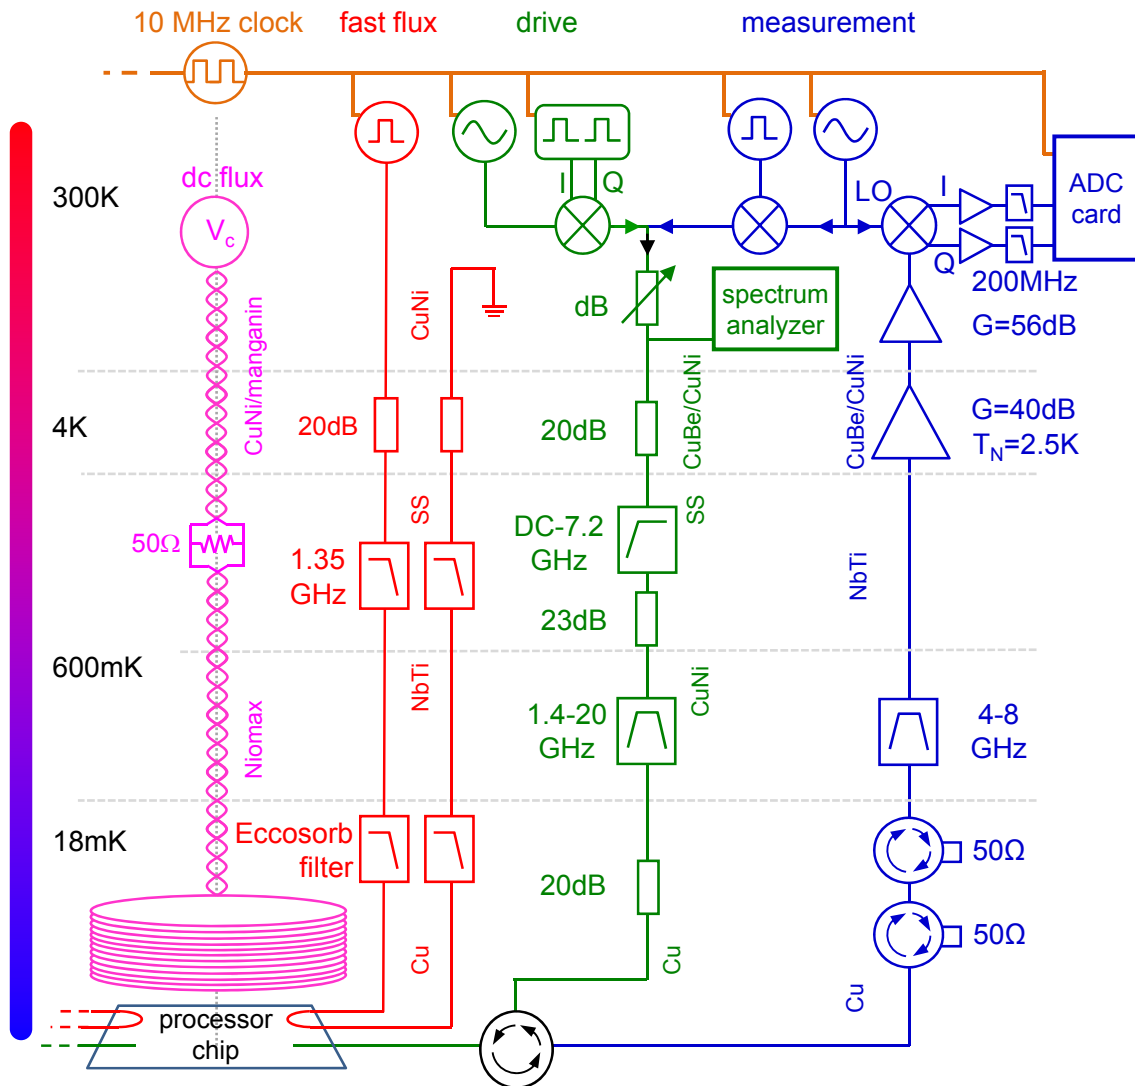 10 MHz clock
fast flux
drive
measurement
dc flux
300K
V_c
I
Q
LO
I
Q
ADC
card
200MHz
dB
spectrum
analyzer
G=56dB
CuNi
CuNi/manganin
CuBe/CuNi
CuBe/CuNi
4K
20dB
20dB
G=40dB
T_N=2.5K
SS
SS
50Ω
1.35
GHz
DC-7.2
GHz
NbTi
23dB
600mK
Niomax
NbTi
CuNi
1.4-20
GHz
4-8
GHz
18mK
Eccosorb
filter
20dB
50Ω
50Ω
Cu
Cu
Cu
processor
chip